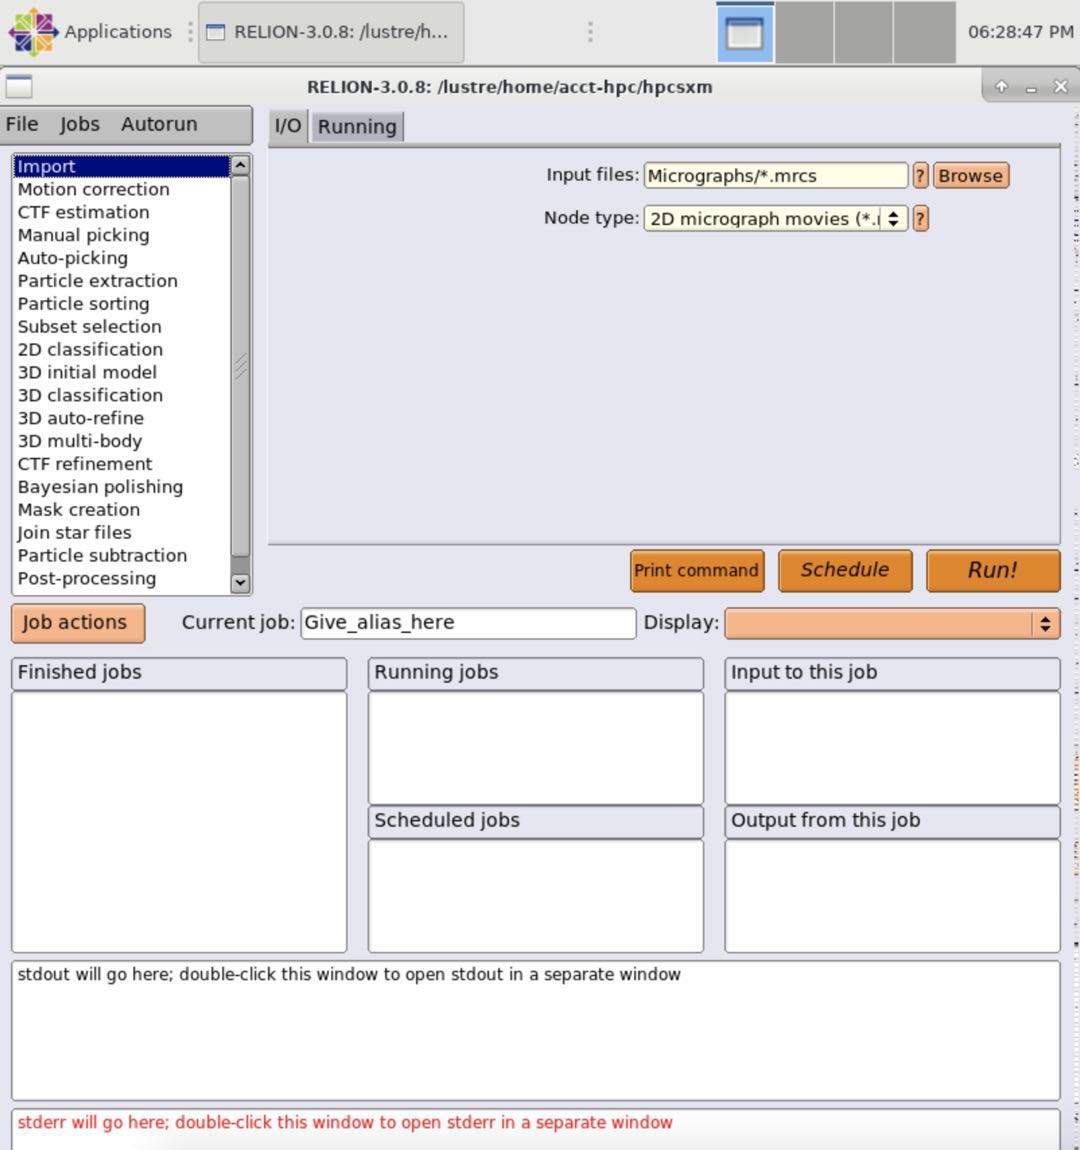 Applications
RELION-3.0.8: /lustre/h...
06:28:47 PM
RELION-3.0.8: /lustre/home/acct-hpc/hpcsxm
File Jobs Autorun
I/O Running
Import
Motion correction
CTF estimation
Manual picking
Auto-picking
Particle extraction
Particle sorting
Subset selection
2D classification
3D initial model
3D classification
3D auto-refine
3D multi-body
CTF refinement
Bayesian polishing
Mask creation
Join star files
Particle subtraction
Post-processing
Input files: Micrographs/*.mrcs ? Browse
Node type: 2D micrograph movies (*. ?
Print command Schedule Run!
Job actions Current job: Give_alias_here Display:
Finished jobs
Running jobs
Input to this job
Scheduled jobs
Output from this job
stdout will go here; double-click this window to open stdout in a separate window
stderr will go here; double-click this window to open stderr in a separate window